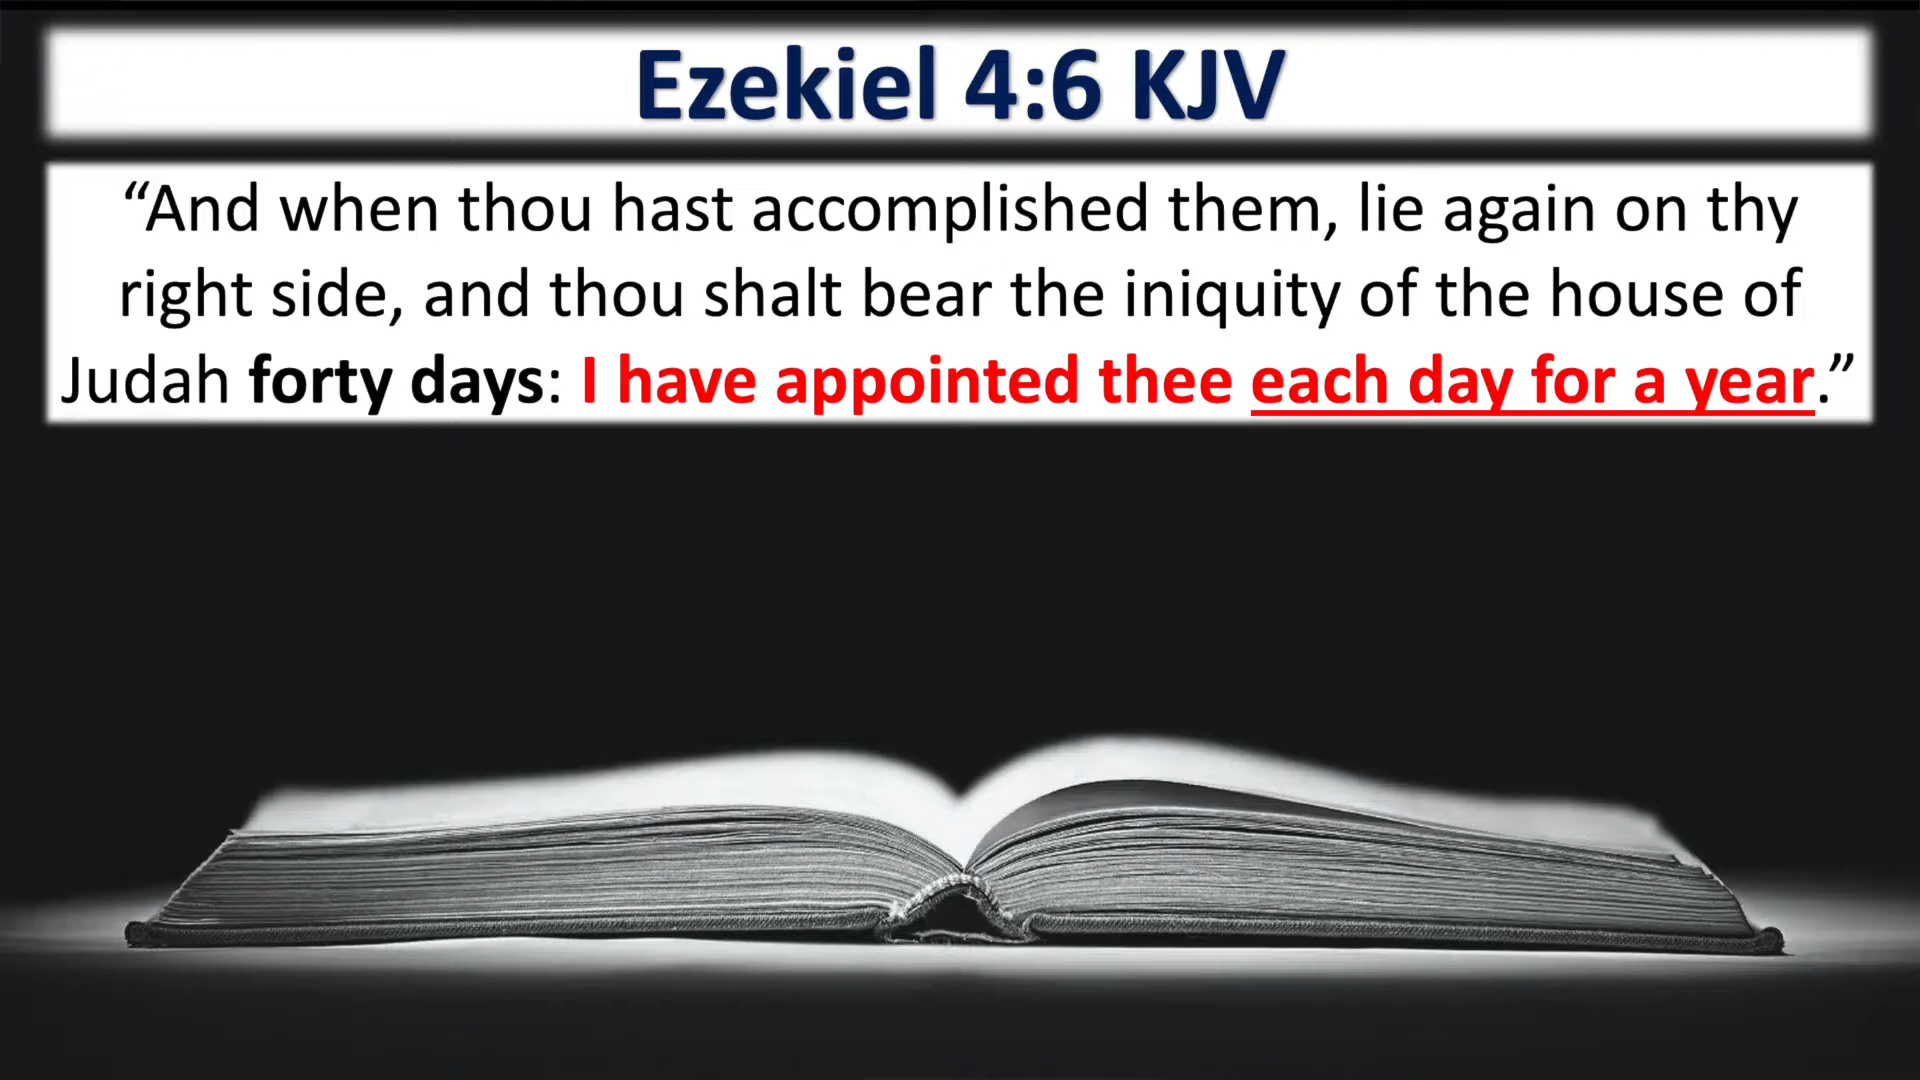 Ezekiel 4:6 KJV
“And when thou hast accomplished them, lie again on thy
right side, and thou shalt bear the iniquity of the house of
Judah forty days: I have appointed thee each day for a year.”